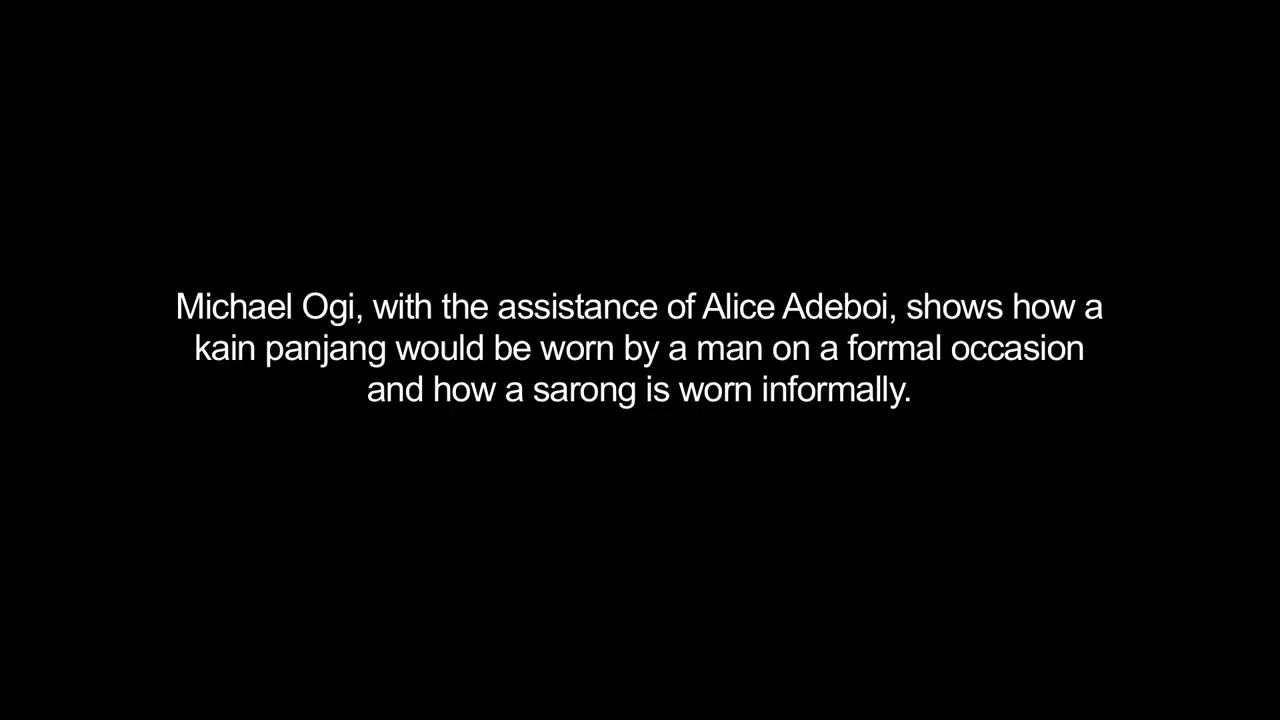 Michael Ogi, with the assistance of Alice Adeboi, shows how a
kain panjang would be worn by a man on a formal occasion
and how a sarong is worn informally.